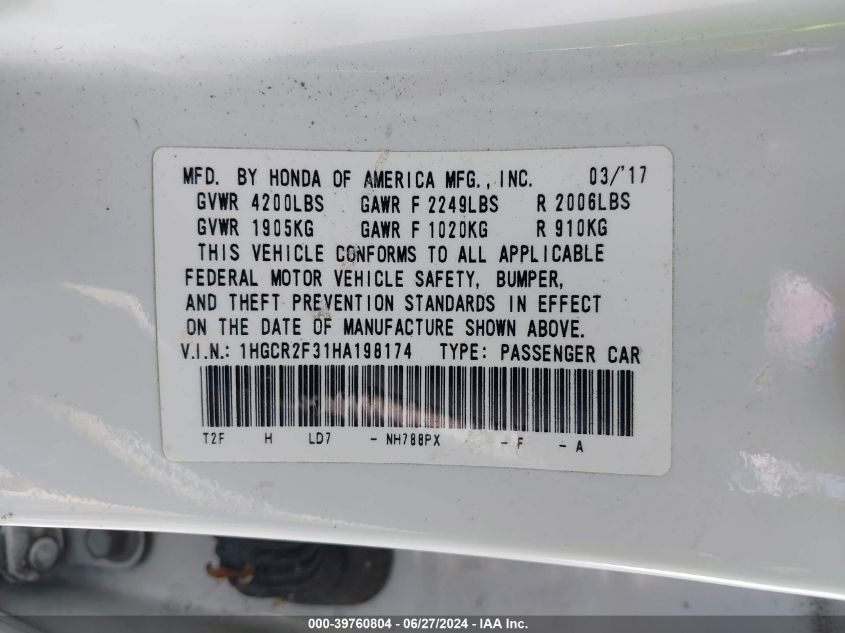 MFD. BY HONDA OF AMERICA MFG., INC. 03/'17
GVWR 4200LBS GAWR F 2249LBS R 2006LBS
GVWR 1905KG GAWR F 1020KG R 910KG
THIS VEHICLE CONFORMS TO ALL APPLICABLE
FEDERAL MOTOR VEHICLE SAFETY, BUMPER,
AND THEFT PREVENTION STANDARDS IN EFFECT
ON THE DATE OF MANUFACTURE SHOWN ABOVE.
V.I.N.: 1HGCR2F31HA198174 TYPE: PASSENGER CAR
T2F H LD7 - NH788PX - F - A
000-39760804 | 06/27/2024 | IAA Inc.